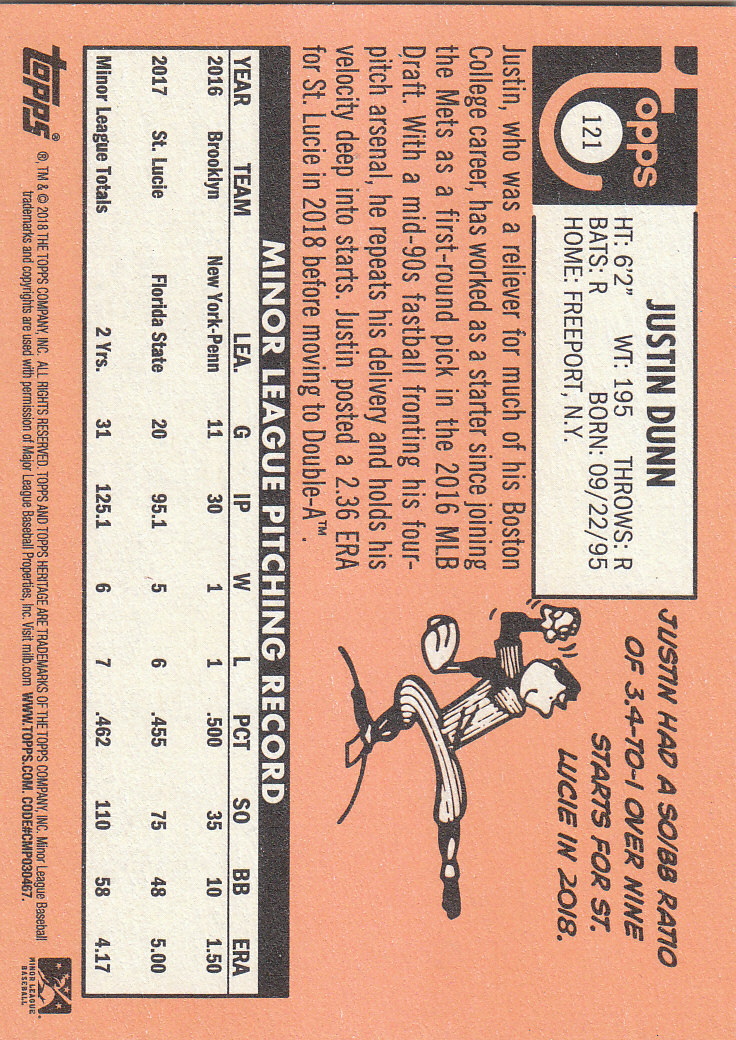 Topps
121
JUSTIN DUNN
HT: 6'2" WT: 195 THROWS: R
BATS: R BORN: 09/22/95
HOME: FREEPORT, N.Y.
JUSTIN HAD A SO/BB RATIO
OF 3.4-TO-1 OVER NINE
STARTS FOR ST.
LUCIE IN 2018.
Justin, who was a reliever for much of his Boston
College career, has worked as a starter since joining
the Mets as a first-round pick in the 2016 MLB
Draft. With a mid-90s fastball fronting his four-
pitch arsenal, he repeats his delivery and holds his
velocity deep into starts. Justin posted a 2.36 ERA
for St. Lucie in 2018 before moving to Double-A™.
MINOR LEAGUE PITCHING RECORD
YEAR TEAM LEA. G IP W L PCT SO BB ERA
2016 Brooklyn New York-Penn 11 30 1 1 .500 35 10 1.50
2017 St. Lucie Florida State 20 95.1 5 6 .455 75 48 5.00
Minor League Totals 2 Yrs. 31 125.1 6 7 .462 110 58 4.17
topps®
®, TM & © 2018 THE TOPPS COMPANY, INC. ALL RIGHTS RESERVED. TOPPS AND TOPPS HERITAGE ARE TRADEMARKS OF THE TOPPS COMPANY, INC. Minor League Baseball
trademarks and copyrights are used with permission of Major League Baseball Properties, Inc. Visit milb.com WWW.TOPPS.COM. CODE#CMP030467.
MINOR LEAGUE
BASEBALL